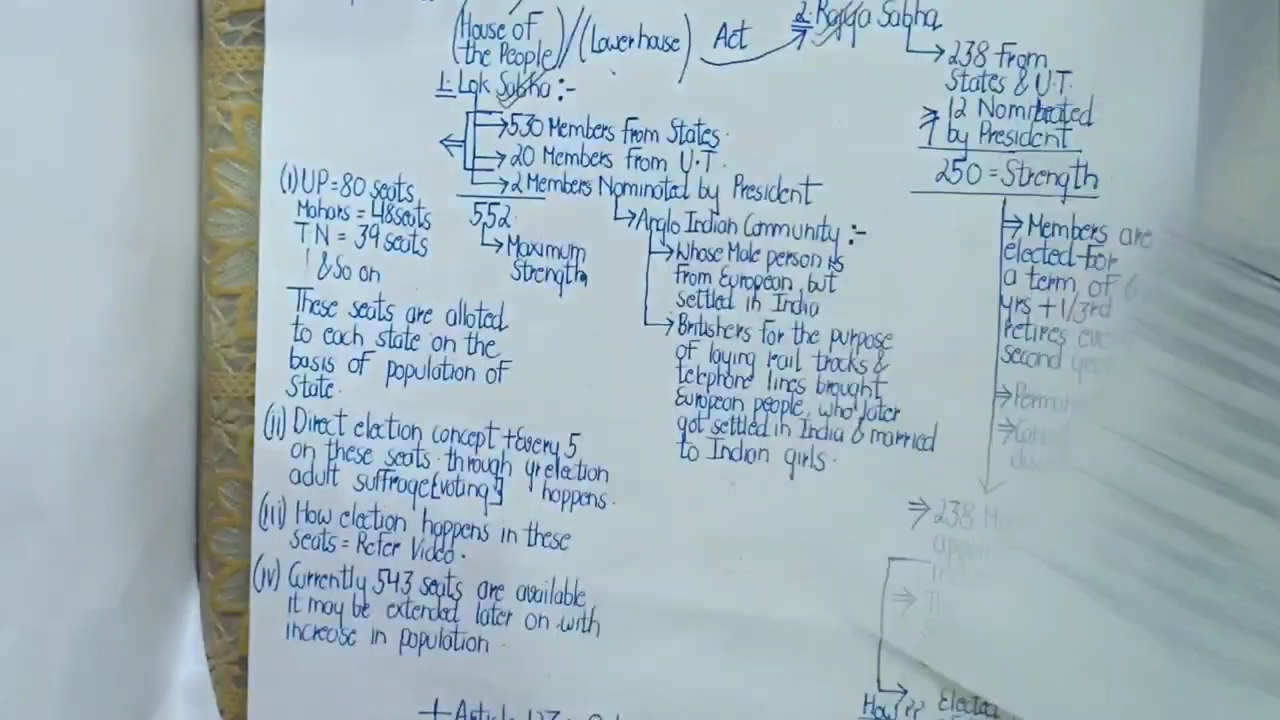 (House of
the People)/(Lower house) Act
2. Rajya Sabha
1. Lok Sabha :-
→530 Members From States.
→20 Members From U.T.
→2 Members Nominated by President
552
→Maximum
Strength
→Anglo Indian Community :-
→Whose Male person is
From European, but
settled in India
→Britishers for the purpose
of laying rail tracks &
telephone lines brought
European people, who later
got settled in India & married
to Indian girls.
(i) UP = 80 seats
Mahars = 48 seats
TN = 39 seats
& So on
These seats are alloted
to each state on the
basis of population of
State.
(ii) Direct election concept + Every 5
on these seats through yr election
adult suffrage [voting] happens.
(iii) How election happens in these
seats = Refer Video.
(iv) Currently 543 seats are available
it may be extended later on with
increase in population
→238 From
States & U.T.
→12 Nominated
by President
250 = Strength
⇒Members are
elected for
a term of 6
yrs + 1/3rd
retires
second
⇒238
⇒
How??